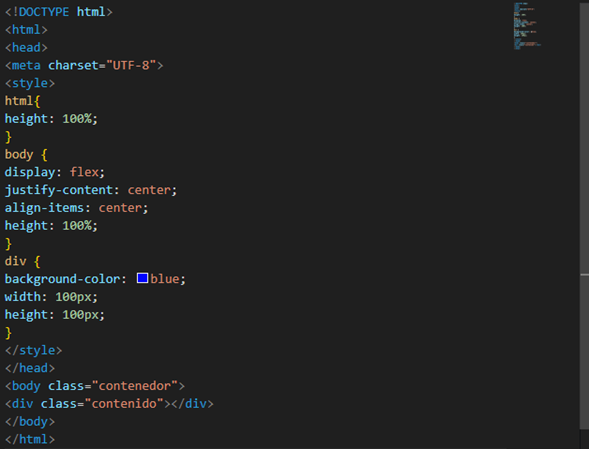 <!DOCTYPE html>
<html>
<head>
<meta charset="UTF-8">
<style>
html{
height: 100%;
}
body {
display: flex;
justify-content: center;
align-items: center;
height: 100%;
}
div {
background-color: blue;
width: 100px;
height: 100px;
}
</style>
</head>
<body class="contenedor">
<div class="contenido"></div>
</body>
</html>